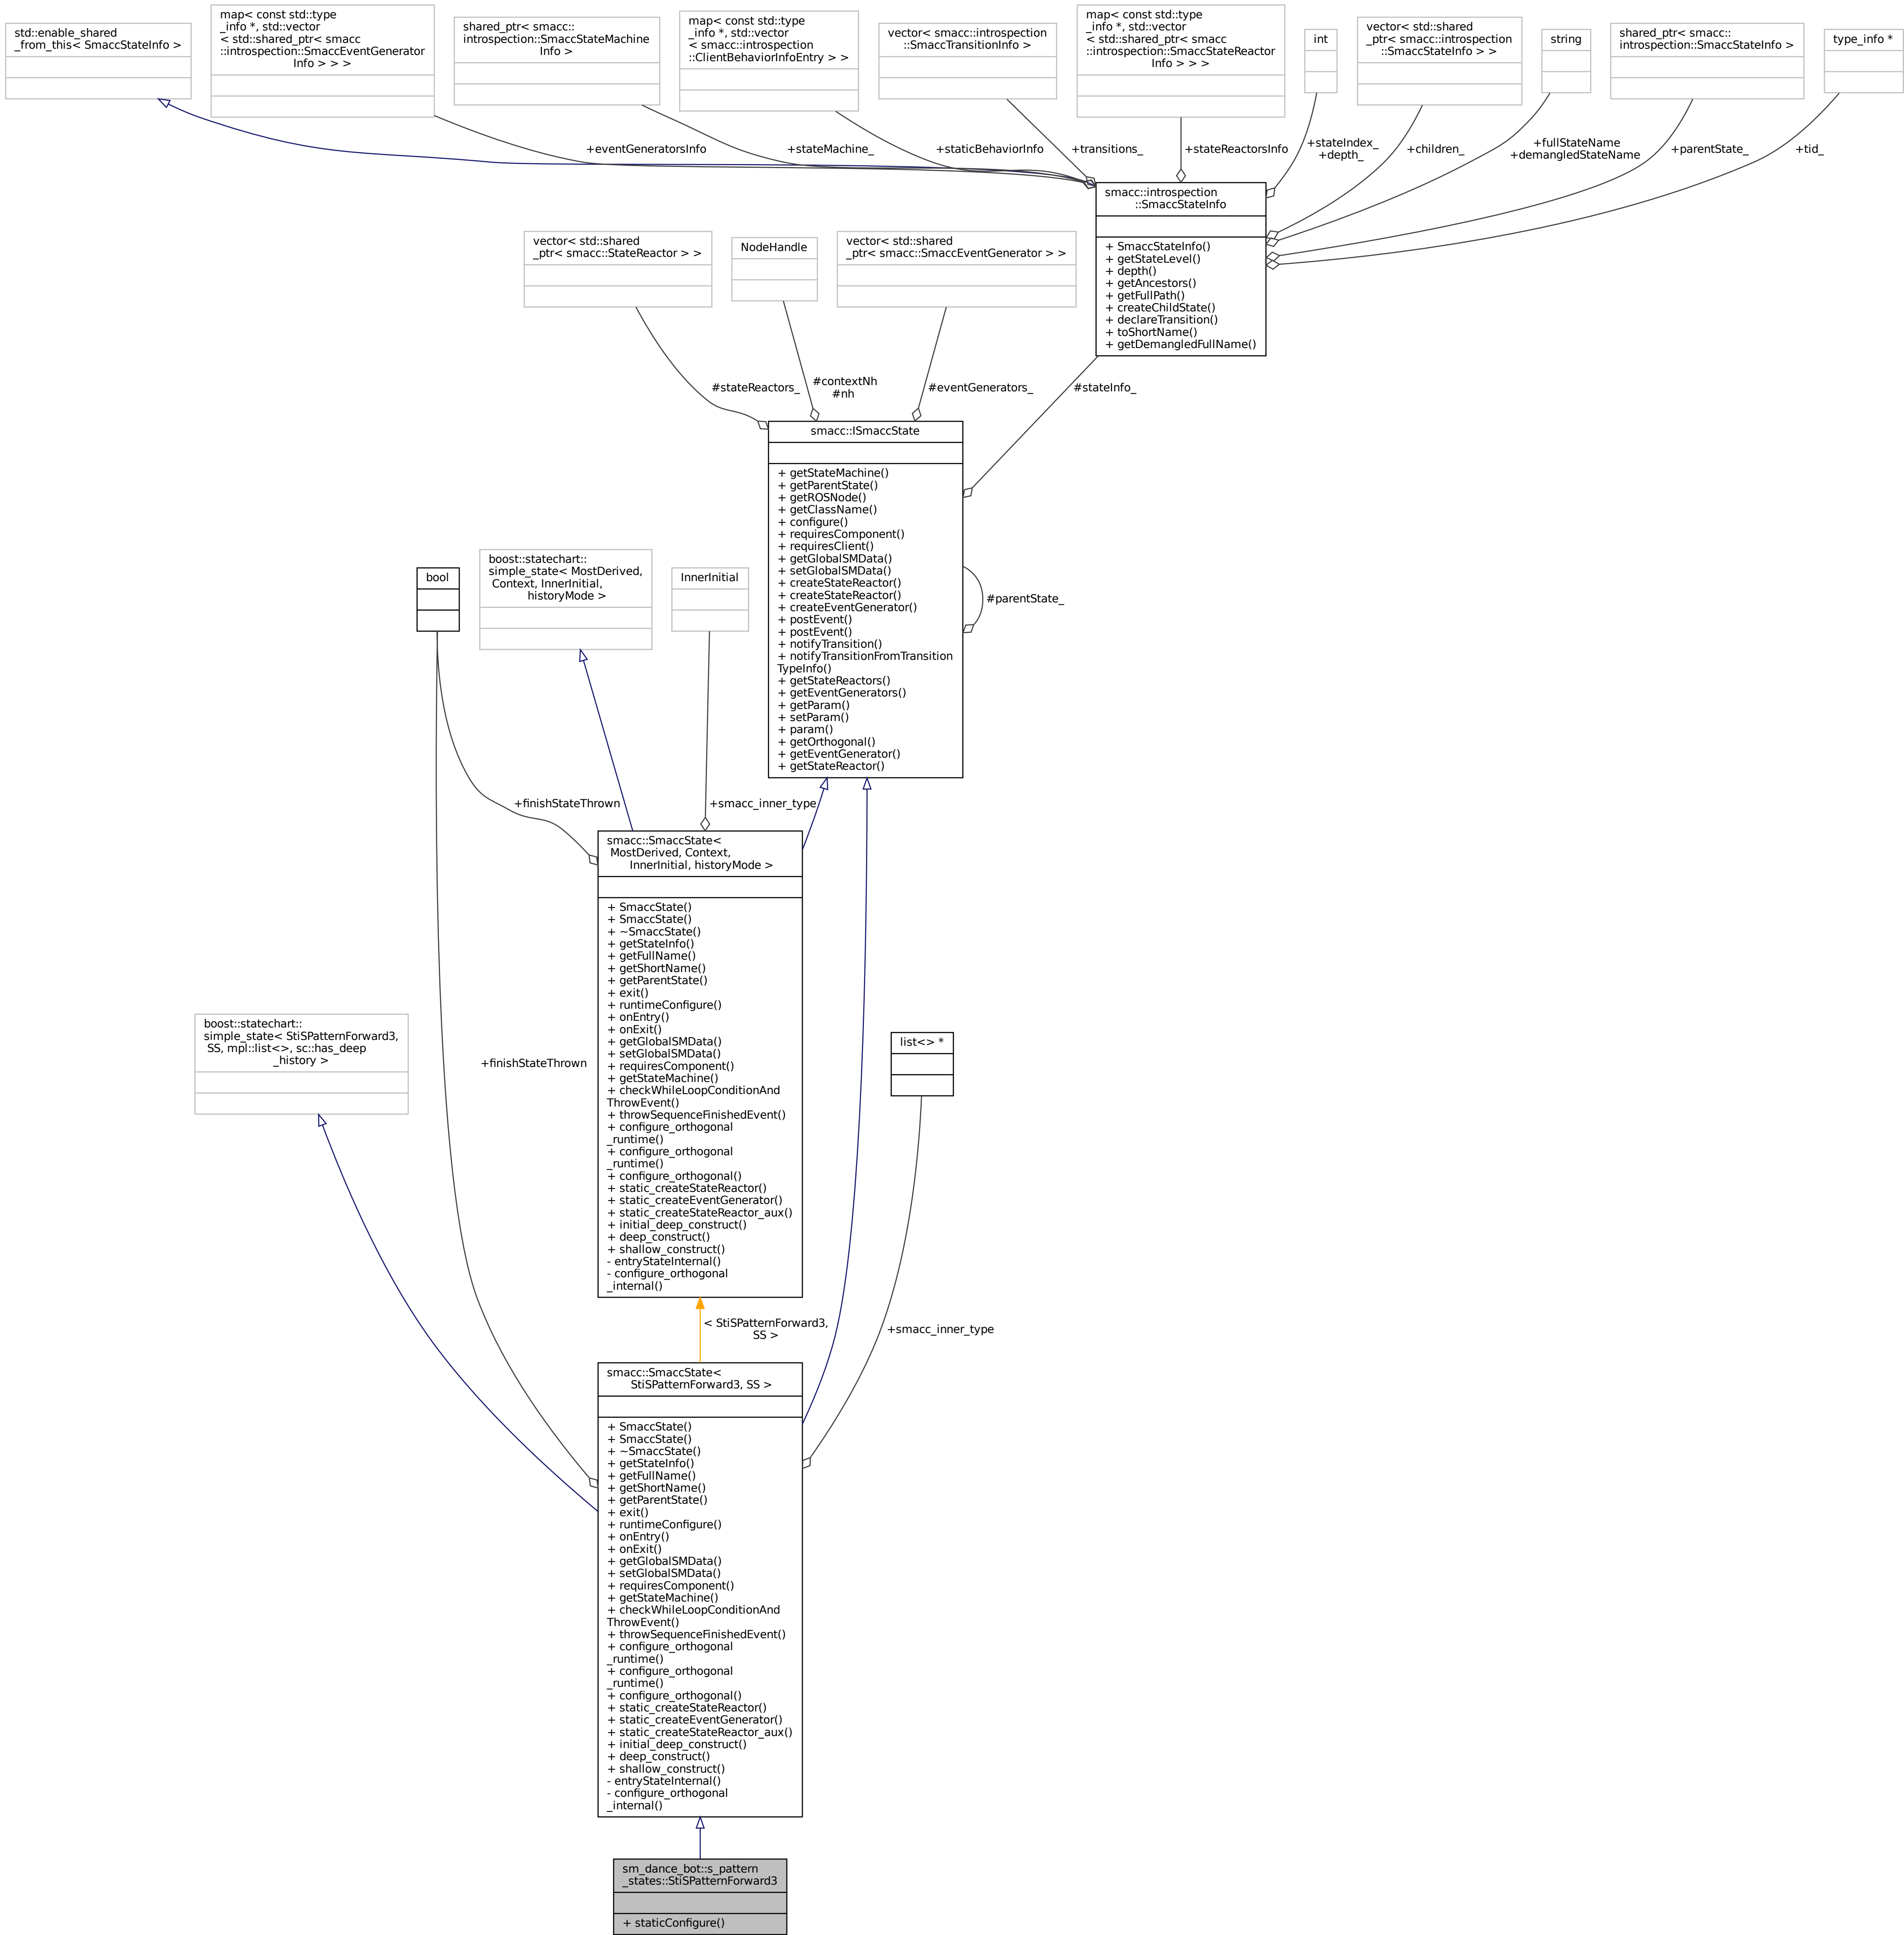 std::enable_shared
_from_this< SmaccStateInfo >
map< const std::type
_info *, std::vector
< std::shared_ptr< smacc
::introspection::SmaccEventGenerator
Info > > >
shared_ptr< smacc::
introspection::SmaccStateMachine
Info >
map< const std::type
_info *, std::vector
< smacc::introspection
::ClientBehaviorInfoEntry > >
vector< smacc::introspection
::SmaccTransitionInfo >
map< const std::type
_info *, std::vector
< std::shared_ptr< smacc
::introspection::SmaccStateReactor
Info > > >
int
vector< std::shared
_ptr< smacc::introspection
::SmaccStateInfo > >
string
shared_ptr< smacc::
introspection::SmaccStateInfo >
type_info *
+eventGeneratorsInfo
+stateMachine_
+staticBehaviorInfo
+transitions_
+stateReactorsInfo
+stateIndex_
+depth_
+children_
+fullStateName
+demangledStateName
+parentState_
+tid_
smacc::introspection
::SmaccStateInfo
+ SmaccStateInfo()
+ getStateLevel()
+ depth()
+ getAncestors()
+ getFullPath()
+ createChildState()
+ declareTransition()
+ toShortName()
+ getDemangledFullName()
vector< std::shared
_ptr< smacc::StateReactor > >
NodeHandle
vector< std::shared
_ptr< smacc::SmaccEventGenerator > >
#stateReactors_
#contextNh
#nh
#eventGenerators_
#stateInfo_
smacc::ISmaccState
+ getStateMachine()
+ getParentState()
+ getROSNode()
+ getClassName()
+ configure()
+ requiresComponent()
+ requiresClient()
+ getGlobalSMData()
+ setGlobalSMData()
+ createStateReactor()
+ createStateReactor()
+ createEventGenerator()
+ postEvent()
+ postEvent()
+ notifyTransition()
+ notifyTransitionFromTransition
TypeInfo()
+ getStateReactors()
+ getEventGenerators()
+ getParam()
+ setParam()
+ param()
+ getOrthogonal()
+ getEventGenerator()
+ getStateReactor()
#parentState_
bool
boost::statechart::
simple_state< MostDerived,
Context, InnerInitial,
historyMode >
InnerInitial
+finishStateThrown
+smacc_inner_type
smacc::SmaccState<
MostDerived, Context,
InnerInitial, historyMode >
+ SmaccState()
+ SmaccState()
+ ~SmaccState()
+ getStateInfo()
+ getFullName()
+ getShortName()
+ getParentState()
+ exit()
+ runtimeConfigure()
+ onEntry()
+ onExit()
+ getGlobalSMData()
+ setGlobalSMData()
+ requiresComponent()
+ getStateMachine()
+ checkWhileLoopConditionAnd
ThrowEvent()
+ throwSequenceFinishedEvent()
+ configure_orthogonal
_runtime()
+ configure_orthogonal
_runtime()
+ configure_orthogonal()
+ static_createStateReactor()
+ static_createEventGenerator()
+ static_createStateReactor_aux()
+ initial_deep_construct()
+ deep_construct()
+ shallow_construct()
- entryStateInternal()
- configure_orthogonal
_internal()
boost::statechart::
simple_state< StiSPatternForward3,
SS, mpl::list<>, sc::has_deep
_history >
+finishStateThrown
list<> *
< StiSPatternForward3,
SS >
+smacc_inner_type
smacc::SmaccState<
StiSPatternForward3, SS >
+ SmaccState()
+ SmaccState()
+ ~SmaccState()
+ getStateInfo()
+ getFullName()
+ getShortName()
+ getParentState()
+ exit()
+ runtimeConfigure()
+ onEntry()
+ onExit()
+ getGlobalSMData()
+ setGlobalSMData()
+ requiresComponent()
+ getStateMachine()
+ checkWhileLoopConditionAnd
ThrowEvent()
+ throwSequenceFinishedEvent()
+ configure_orthogonal
_runtime()
+ configure_orthogonal
_runtime()
+ configure_orthogonal()
+ static_createStateReactor()
+ static_createEventGenerator()
+ static_createStateReactor_aux()
+ initial_deep_construct()
+ deep_construct()
+ shallow_construct()
- entryStateInternal()
- configure_orthogonal
_internal()
sm_dance_bot::s_pattern
_states::StiSPatternForward3
+ staticConfigure()